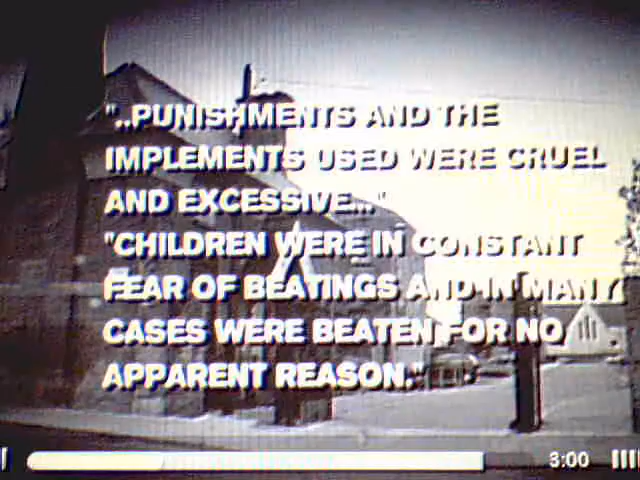 "..PUNISHMENTS AND THE
IMPLEMENTS USED WERE CRUEL
AND EXCESSIVE..."
"CHILDREN WERE IN CONSTANT
FEAR OF BEATINGS AND IN MANY
CASES WERE BEATEN FOR NO
APPARENT REASON."
3:00